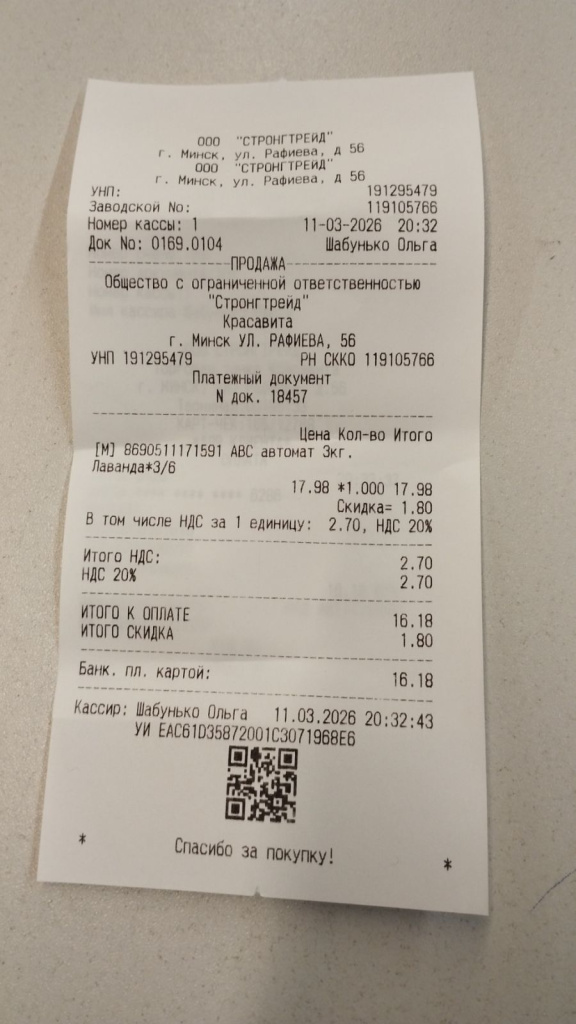 ООО "СТРОНГТРЕЙД"
г. Минск, ул. Рафиева, д 56
ООО "СТРОНГТРЕЙД"
г. Минск, ул. Рафиева, д 56
УНП: 191295479
Заводской No: 119105766
Номер кассы: 1 11-03-2026 20:32
Док No: 0169.0104 Шабунько Ольга
ПРОДАЖА
Общество с ограниченной ответственностью
"Стронгтрейд"
Красавита
г. Минск УЛ. РАФИЕВА, 56
УНП 191295479 РН СККО 119105766
Платежный документ
N док. 18457
Цена Кол-во Итого
[М] 8690511171591 АВС автомат 3кг.
Лаванда*3/6
17.98 *1.000 17.98
Скидка= 1.80
В том числе НДС за 1 единицу: 2.70, НДС 20%
Итого НДС: 2.70
НДС 20% 2.70
ИТОГО К ОПЛАТЕ 16.18
ИТОГО СКИДКА 1.80
Банк. пл. картой: 16.18
Кассир: Шабунько Ольга 11.03.2026 20:32:43
УИ EAC61D35872001C3071968E6
* Спасибо за покупку! *